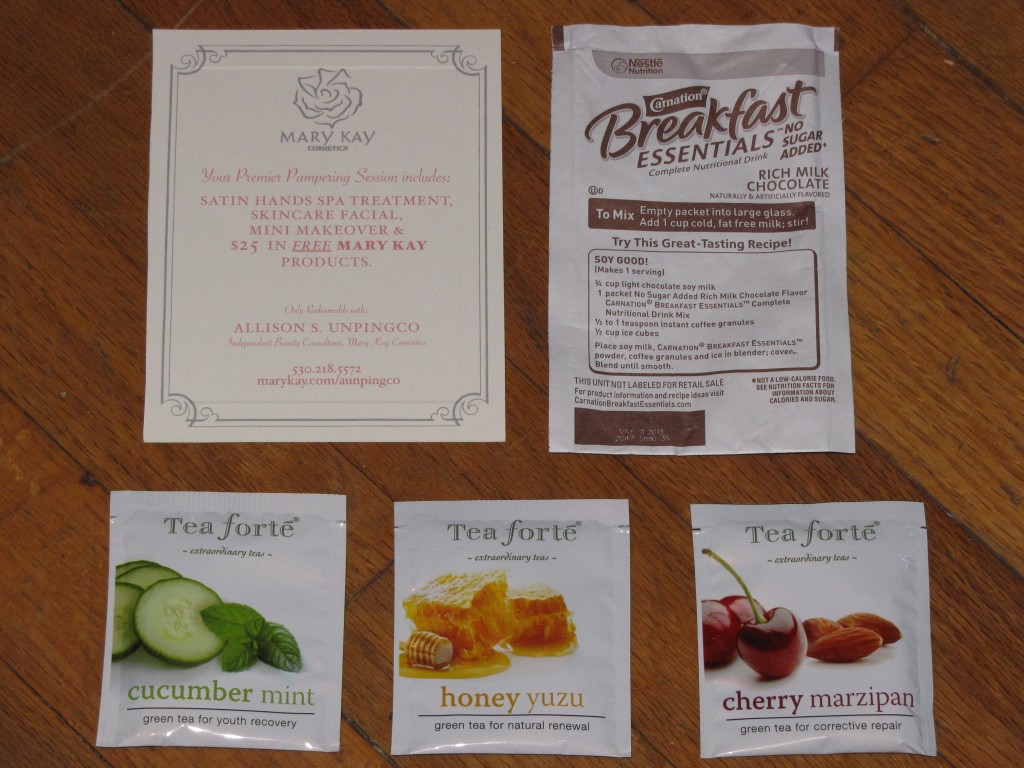 MARY KAY
COSMETICS
Your Premier Pampering Session includes:
SATIN HANDS SPA TREATMENT,
SKINCARE FACIAL,
MINI MAKEOVER &
$25 IN FREE MARY KAY
PRODUCTS.
Only Redeemable with:
ALLISON S. UNPINGCO
Independent Beauty Consultant, Mary Kay Cosmetics
530.218.5572
marykay.com/aunpingco
Nestlé
Nutrition
Carnation®
Breakfast
ESSENTIALS™
Complete Nutritional Drink
NO
SUGAR
ADDED*
RICH MILK
CHOCOLATE
NATURALLY & ARTIFICIALLY FLAVORED
UD
To Mix Empty packet into large glass.
Add 1 cup cold, fat free milk; stir!
Try This Great-Tasting Recipe!
SOY GOOD!
(Makes 1 serving)
¾ cup light chocolate soy milk
1 packet No Sugar Added Rich Milk Chocolate Flavor
CARNATION® BREAKFAST ESSENTIALS™ Complete
Nutritional Drink Mix
½ to 1 teaspoon instant coffee granules
½ cup ice cubes
Place soy milk, CARNATION® BREAKFAST ESSENTIALS™
powder, coffee granules and ice in blender; cover.
Blend until smooth.
THIS UNIT NOT LABELED FOR RETAIL SALE
For product information and recipe ideas visit
CarnationBreakfastEssentials.com
*NOT A LOW-CALORIE FOOD.
SEE NUTRITION FACTS FOR
INFORMATION ABOUT
CALORIES AND SUGAR.
Tea forté®
~ extraordinary teas ~
cucumber mint
green tea for youth recovery
Tea forté®
~ extraordinary teas ~
honey yuzu
green tea for natural renewal
Tea forté®
~ extraordinary teas ~
cherry marzipan
green tea for corrective repair